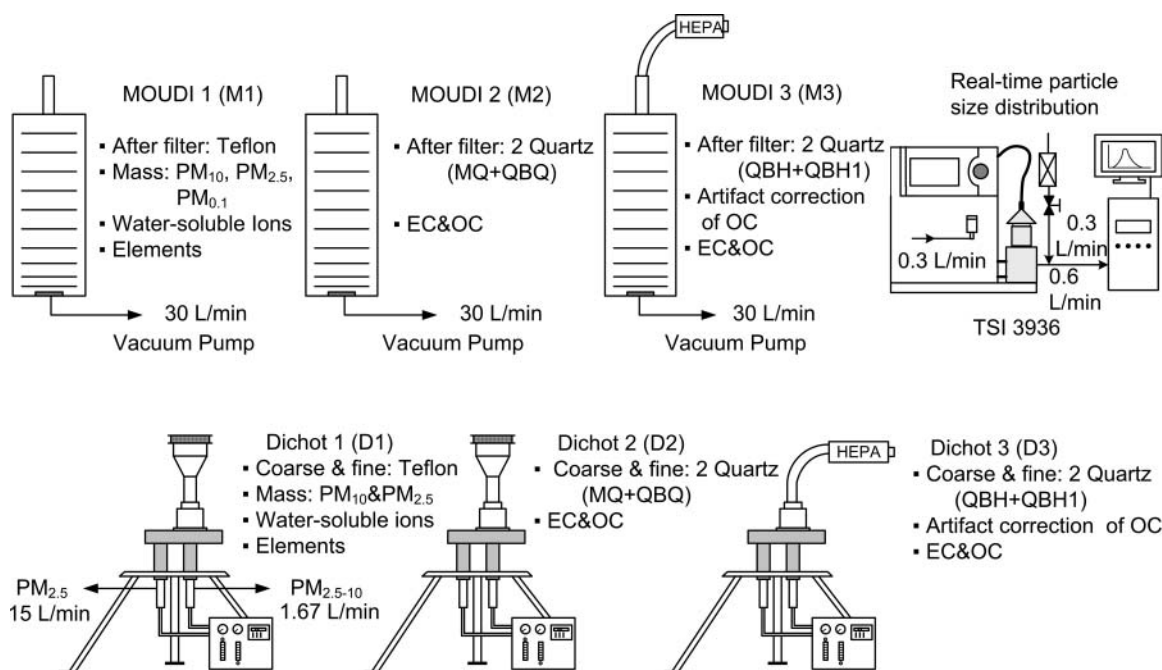 HEPA
MOUDI 1 (M1)
▪ After filter: Teflon
▪ Mass: PM10, PM2.5,
PM0.1
▪ Water-soluble Ions
▪ Elements
30 L/min
Vacuum Pump
MOUDI 2 (M2)
▪ After filter: 2 Quartz
(MQ+QBQ)
▪ EC&OC
30 L/min
Vacuum Pump
MOUDI 3 (M3)
▪ After filter: 2 Quartz
(QBH+QBH1)
▪ Artifact correction
of OC
▪ EC&OC
30 L/min
Vacuum Pump
Real-time particle
size distribution
0.3 L/min
0.3
L/min
0.6
L/min
TSI 3936
Dichot 1 (D1)
▪ Coarse & fine: Teflon
▪ Mass: PM10&PM2.5
▪ Water-soluble ions
▪ Elements
PM2.5
15 L/min
PM2.5-10
1.67 L/min
Dichot 2 (D2)
▪ Coarse & fine: 2 Quartz
(MQ+QBQ)
▪ EC&OC
HEPA
Dichot 3 (D3)
▪ Coarse & fine: 2 Quartz
(QBH+QBH1)
▪ Artifact correction of OC
▪ EC&OC